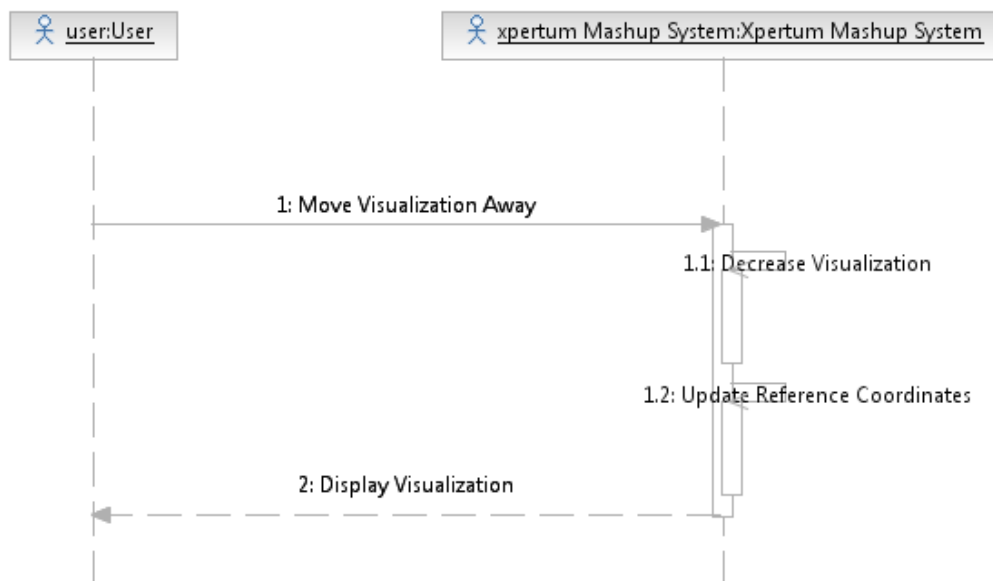 user:User
xpertum Mashup System:Xpertum Mashup System
1: Move Visualization Away
1.1: Decrease Visualization
1.2: Update Reference Coordinates
2: Display Visualization